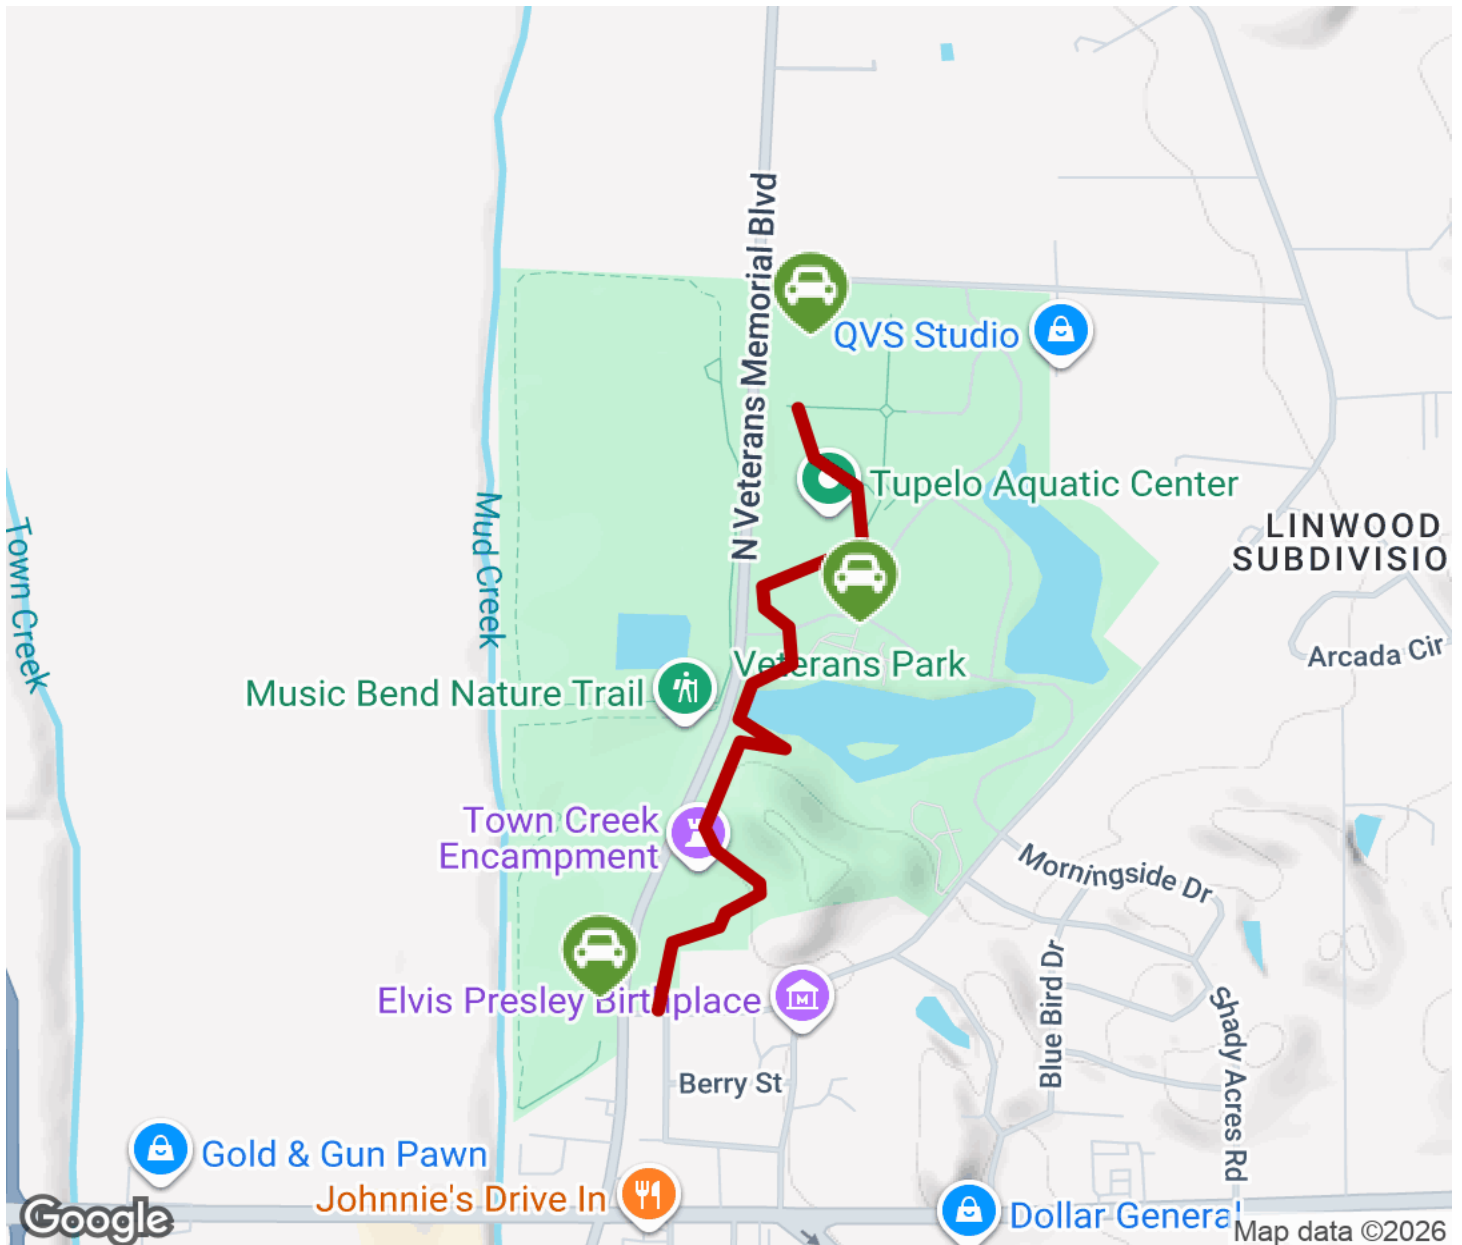 N Veterans Memorial Blvd
QVS Studio
Tupelo Aquatic Center
LINWOOD
SUBDIVISIO
Mud Creek
Town Creek
Arcada Cir
Veterans Park
Music Bend Nature Trail
Town Creek
Encampment
Morningside Dr
Elvis Presley Birthplace
Blue Bird Dr
Shady Acres Rd
Berry St
Gold & Gun Pawn
Johnnie's Drive In
Dollar General
Google
Map data ©2026